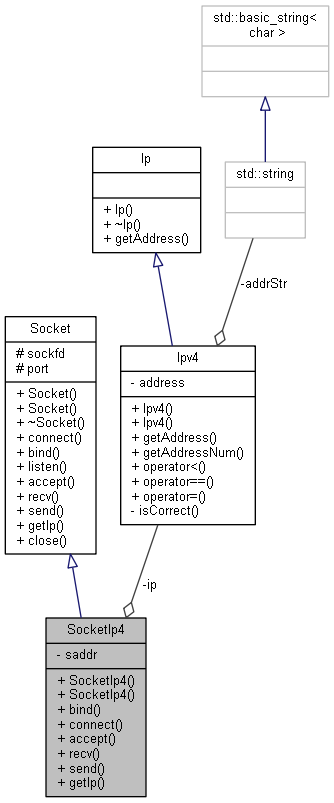 std::basic_string<
char >
std::string
Ip
+ Ip()
+ ~Ip()
+ getAddress()
-addrStr
Socket
# sockfd
# port
+ Socket()
+ Socket()
+ ~Socket()
+ connect()
+ bind()
+ listen()
+ accept()
+ recv()
+ send()
+ getIp()
+ close()
Ipv4
- address
+ Ipv4()
+ Ipv4()
+ getAddress()
+ getAddressNum()
+ operator<()
+ operator==()
+ operator=()
- isCorrect()
-ip
SocketIp4
- saddr
+ SocketIp4()
+ SocketIp4()
+ bind()
+ connect()
+ accept()
+ recv()
+ send()
+ getIp()